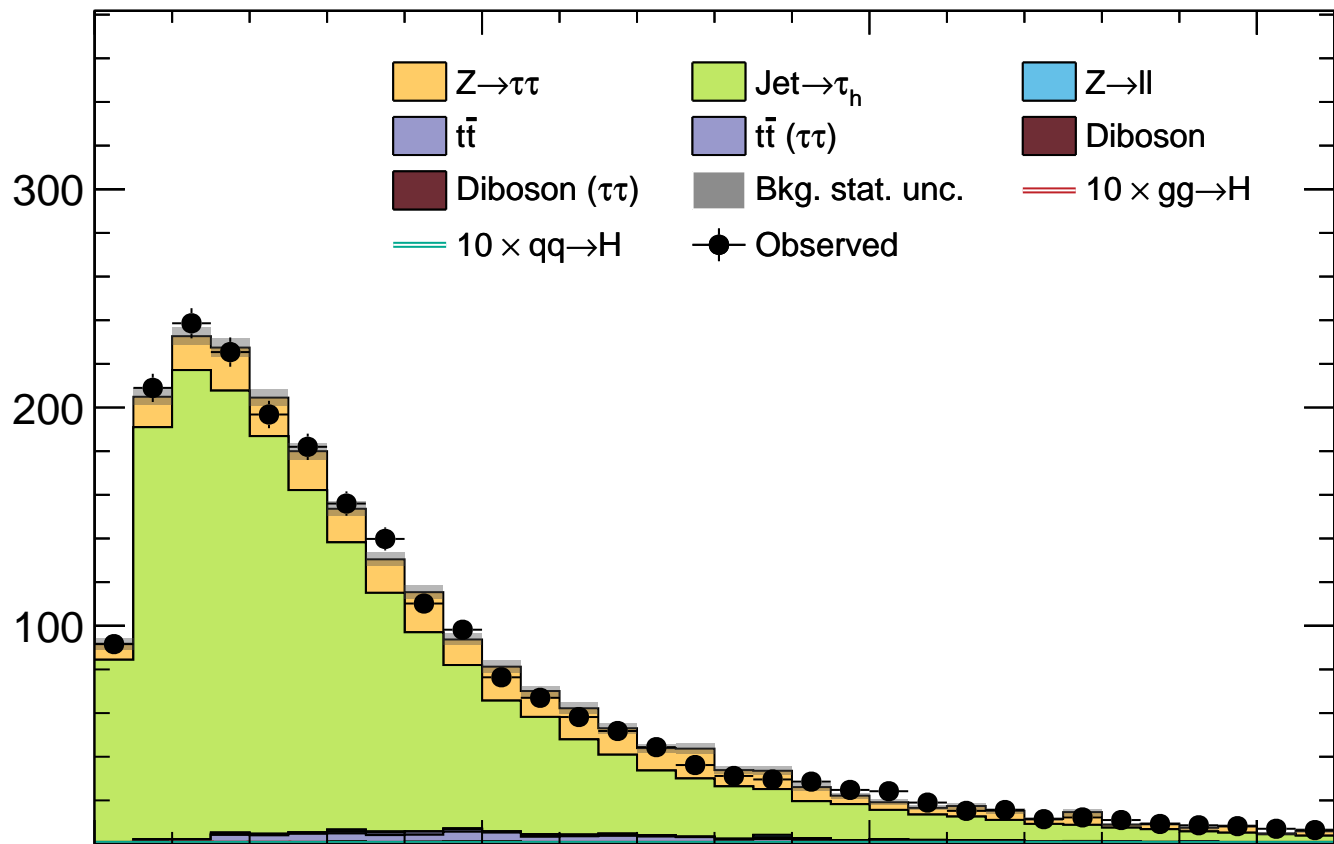 Z→ττ Jet→τₕ Z→ll
tt̄ tt̄ (ττ) Diboson
300 Diboson (ττ) Bkg. stat. unc. 10 × gg→H
10 × qq→H Observed
200
100